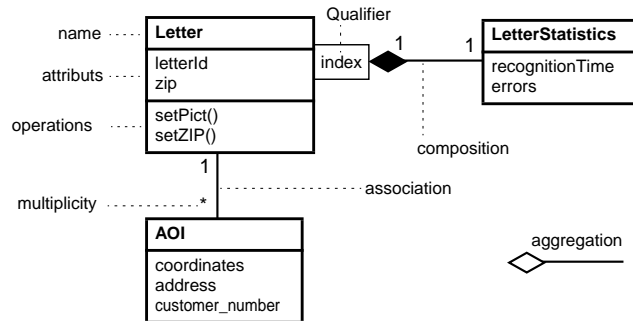 Qualifier
name
Letter
1
1
LetterStatistics
attributs
letterId
zip
index
recognitionTime
errors
operations
setPict()
setZIP()
composition
1
association
multiplicity
*
AOI
coordinates
address
customer_number
aggregation